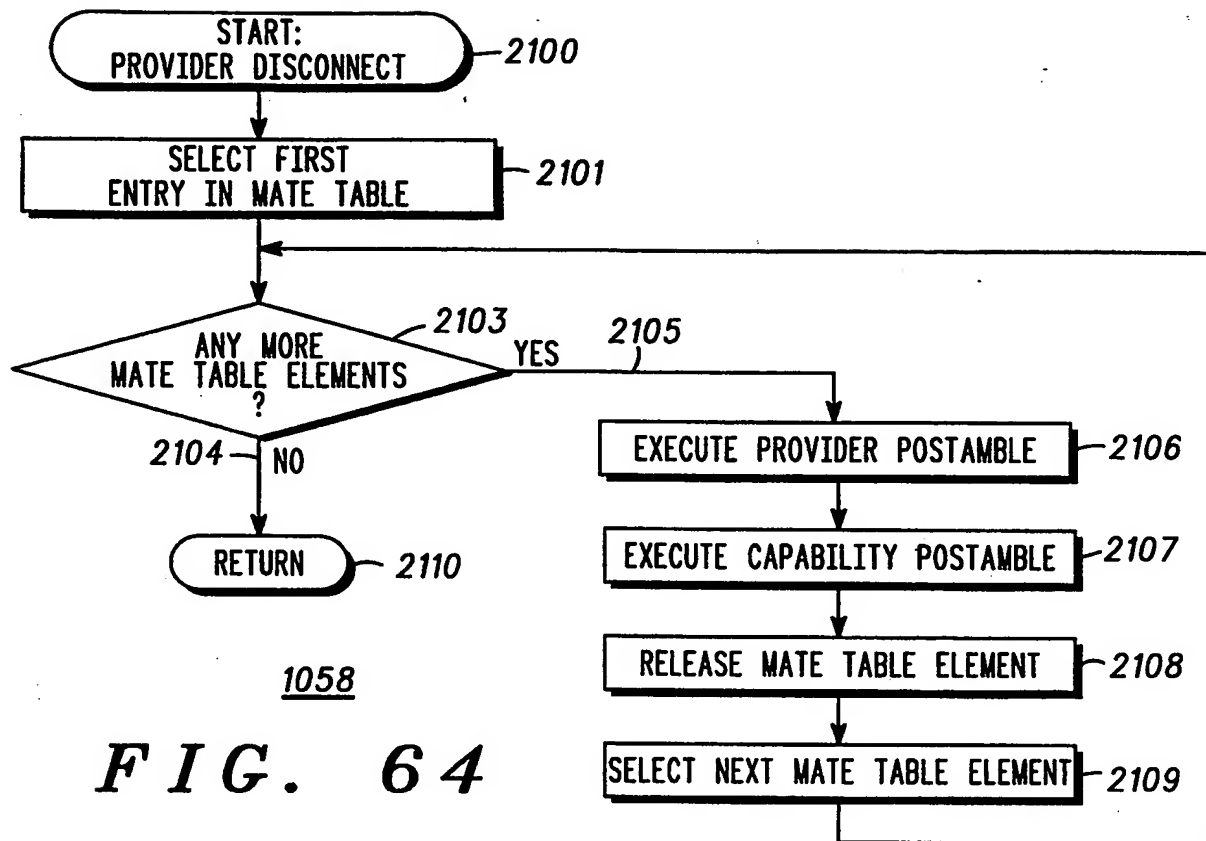 START:
PROVIDER DISCONNECT
2100
SELECT FIRST
ENTRY IN MATE TABLE
2101
ANY MORE
MATE TABLE ELEMENTS
?
2103
YES
2105
2104
NO
RETURN
2110
EXECUTE PROVIDER POSTAMBLE
2106
EXECUTE CAPABILITY POSTAMBLE
2107
RELEASE MATE TABLE ELEMENT
2108
SELECT NEXT MATE TABLE ELEMENT
2109
1058
FIG. 64